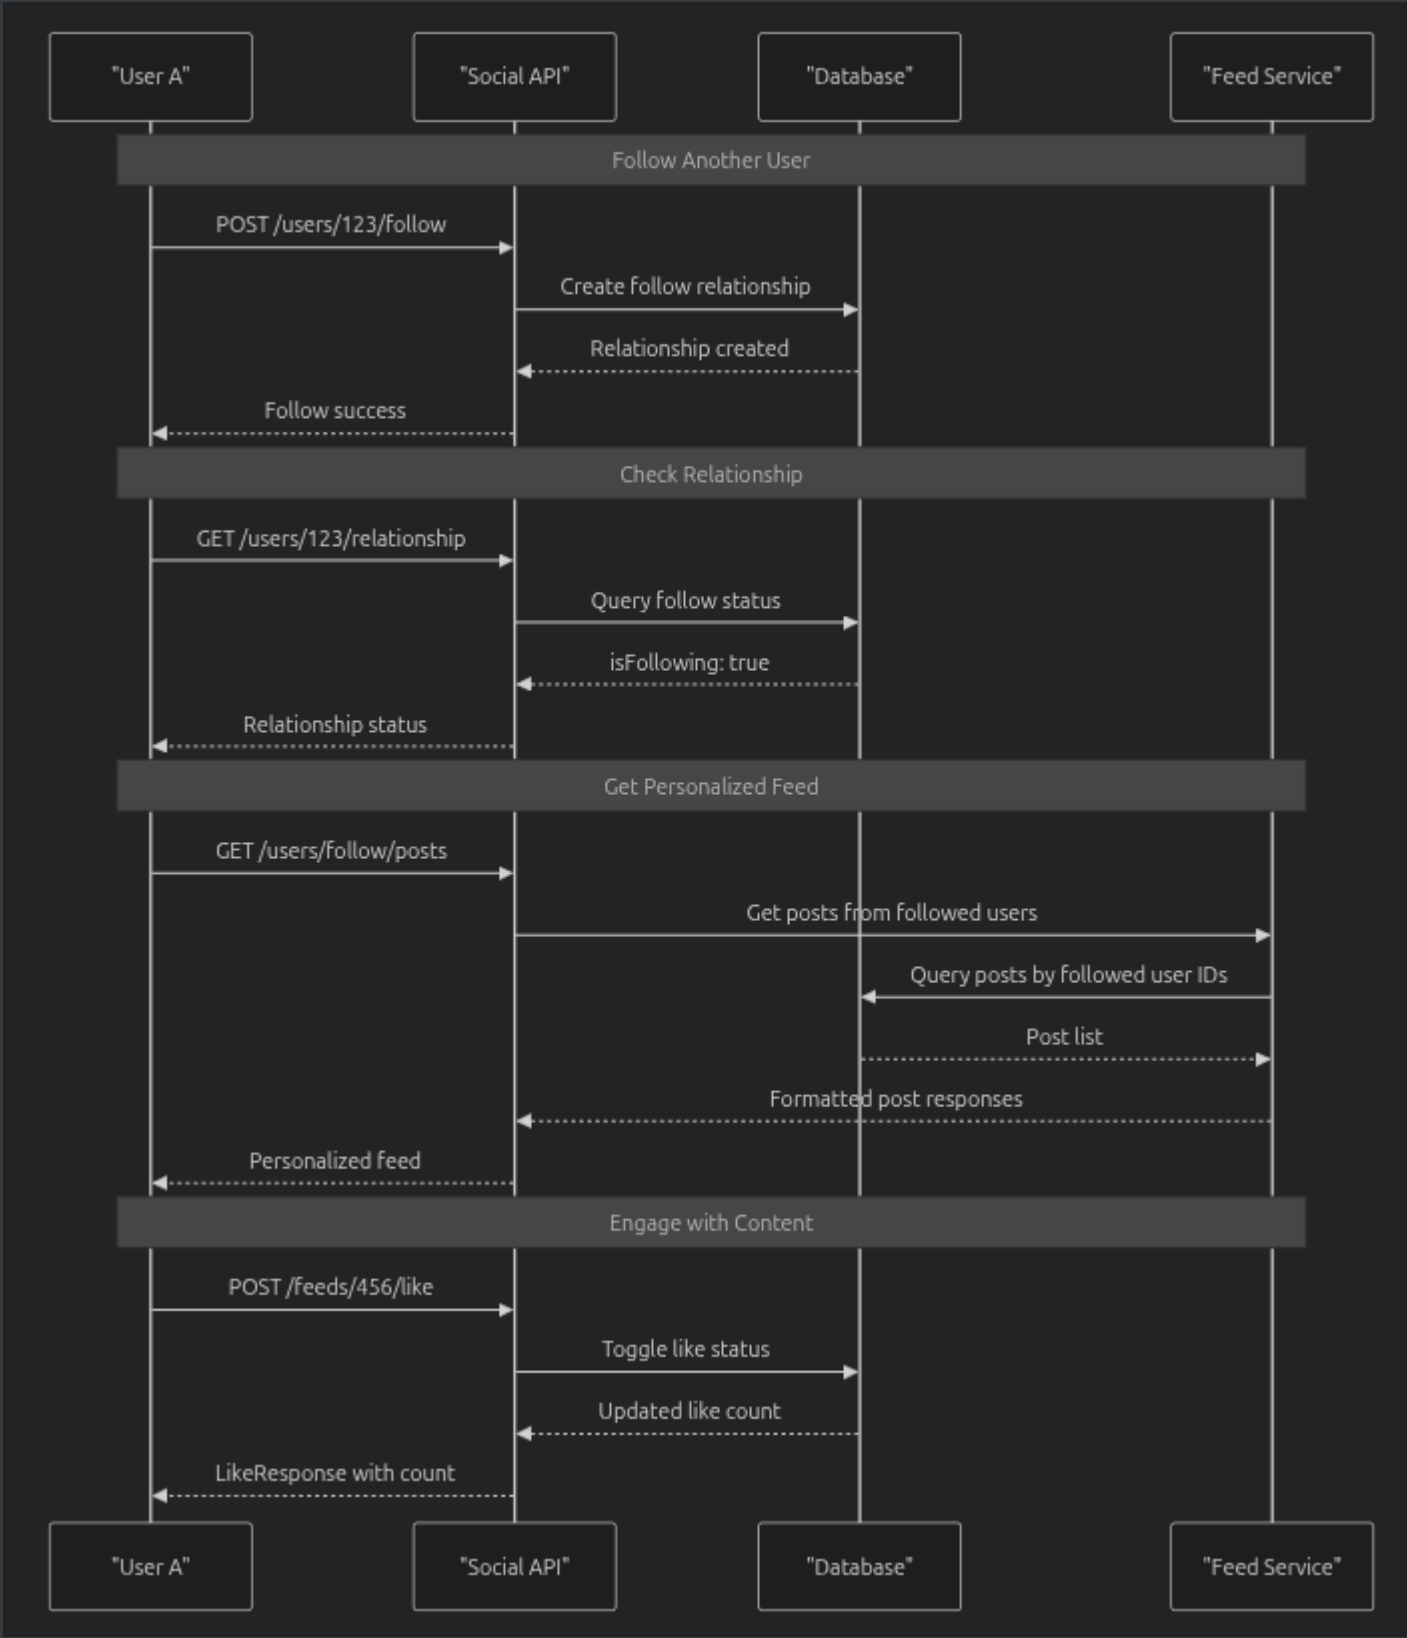 "User A"
"Social API"
"Database"
"Feed Service"
Follow Another User
POST /users/123/follow
Create follow relationship
Relationship created
Follow success
Check Relationship
GET /users/123/relationship
Query follow status
isFollowing: true
Relationship status
Get Personalized Feed
GET /users/follow/posts
Get posts from followed users
Query posts by followed user IDs
Post list
Formatted post responses
Personalized feed
Engage with Content
POST /feeds/456/like
Toggle like status
Updated like count
LikeResponse with count
"User A"
"Social API"
"Database"
"Feed Service"